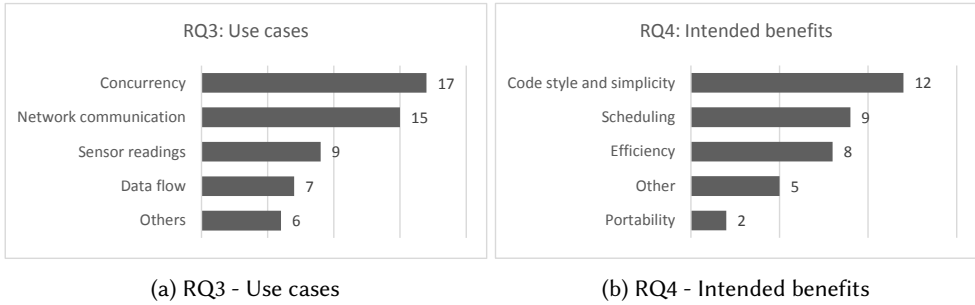 RQ3: Use cases
Concurrency 17
Network communication 15
Sensor readings 9
Data flow 7
Others 6
(a) RQ3 - Use cases
RQ4: Intended benefits
Code style and simplicity 12
Scheduling 9
Efficiency 8
Other 5
Portability 2
(b) RQ4 - Intended benefits